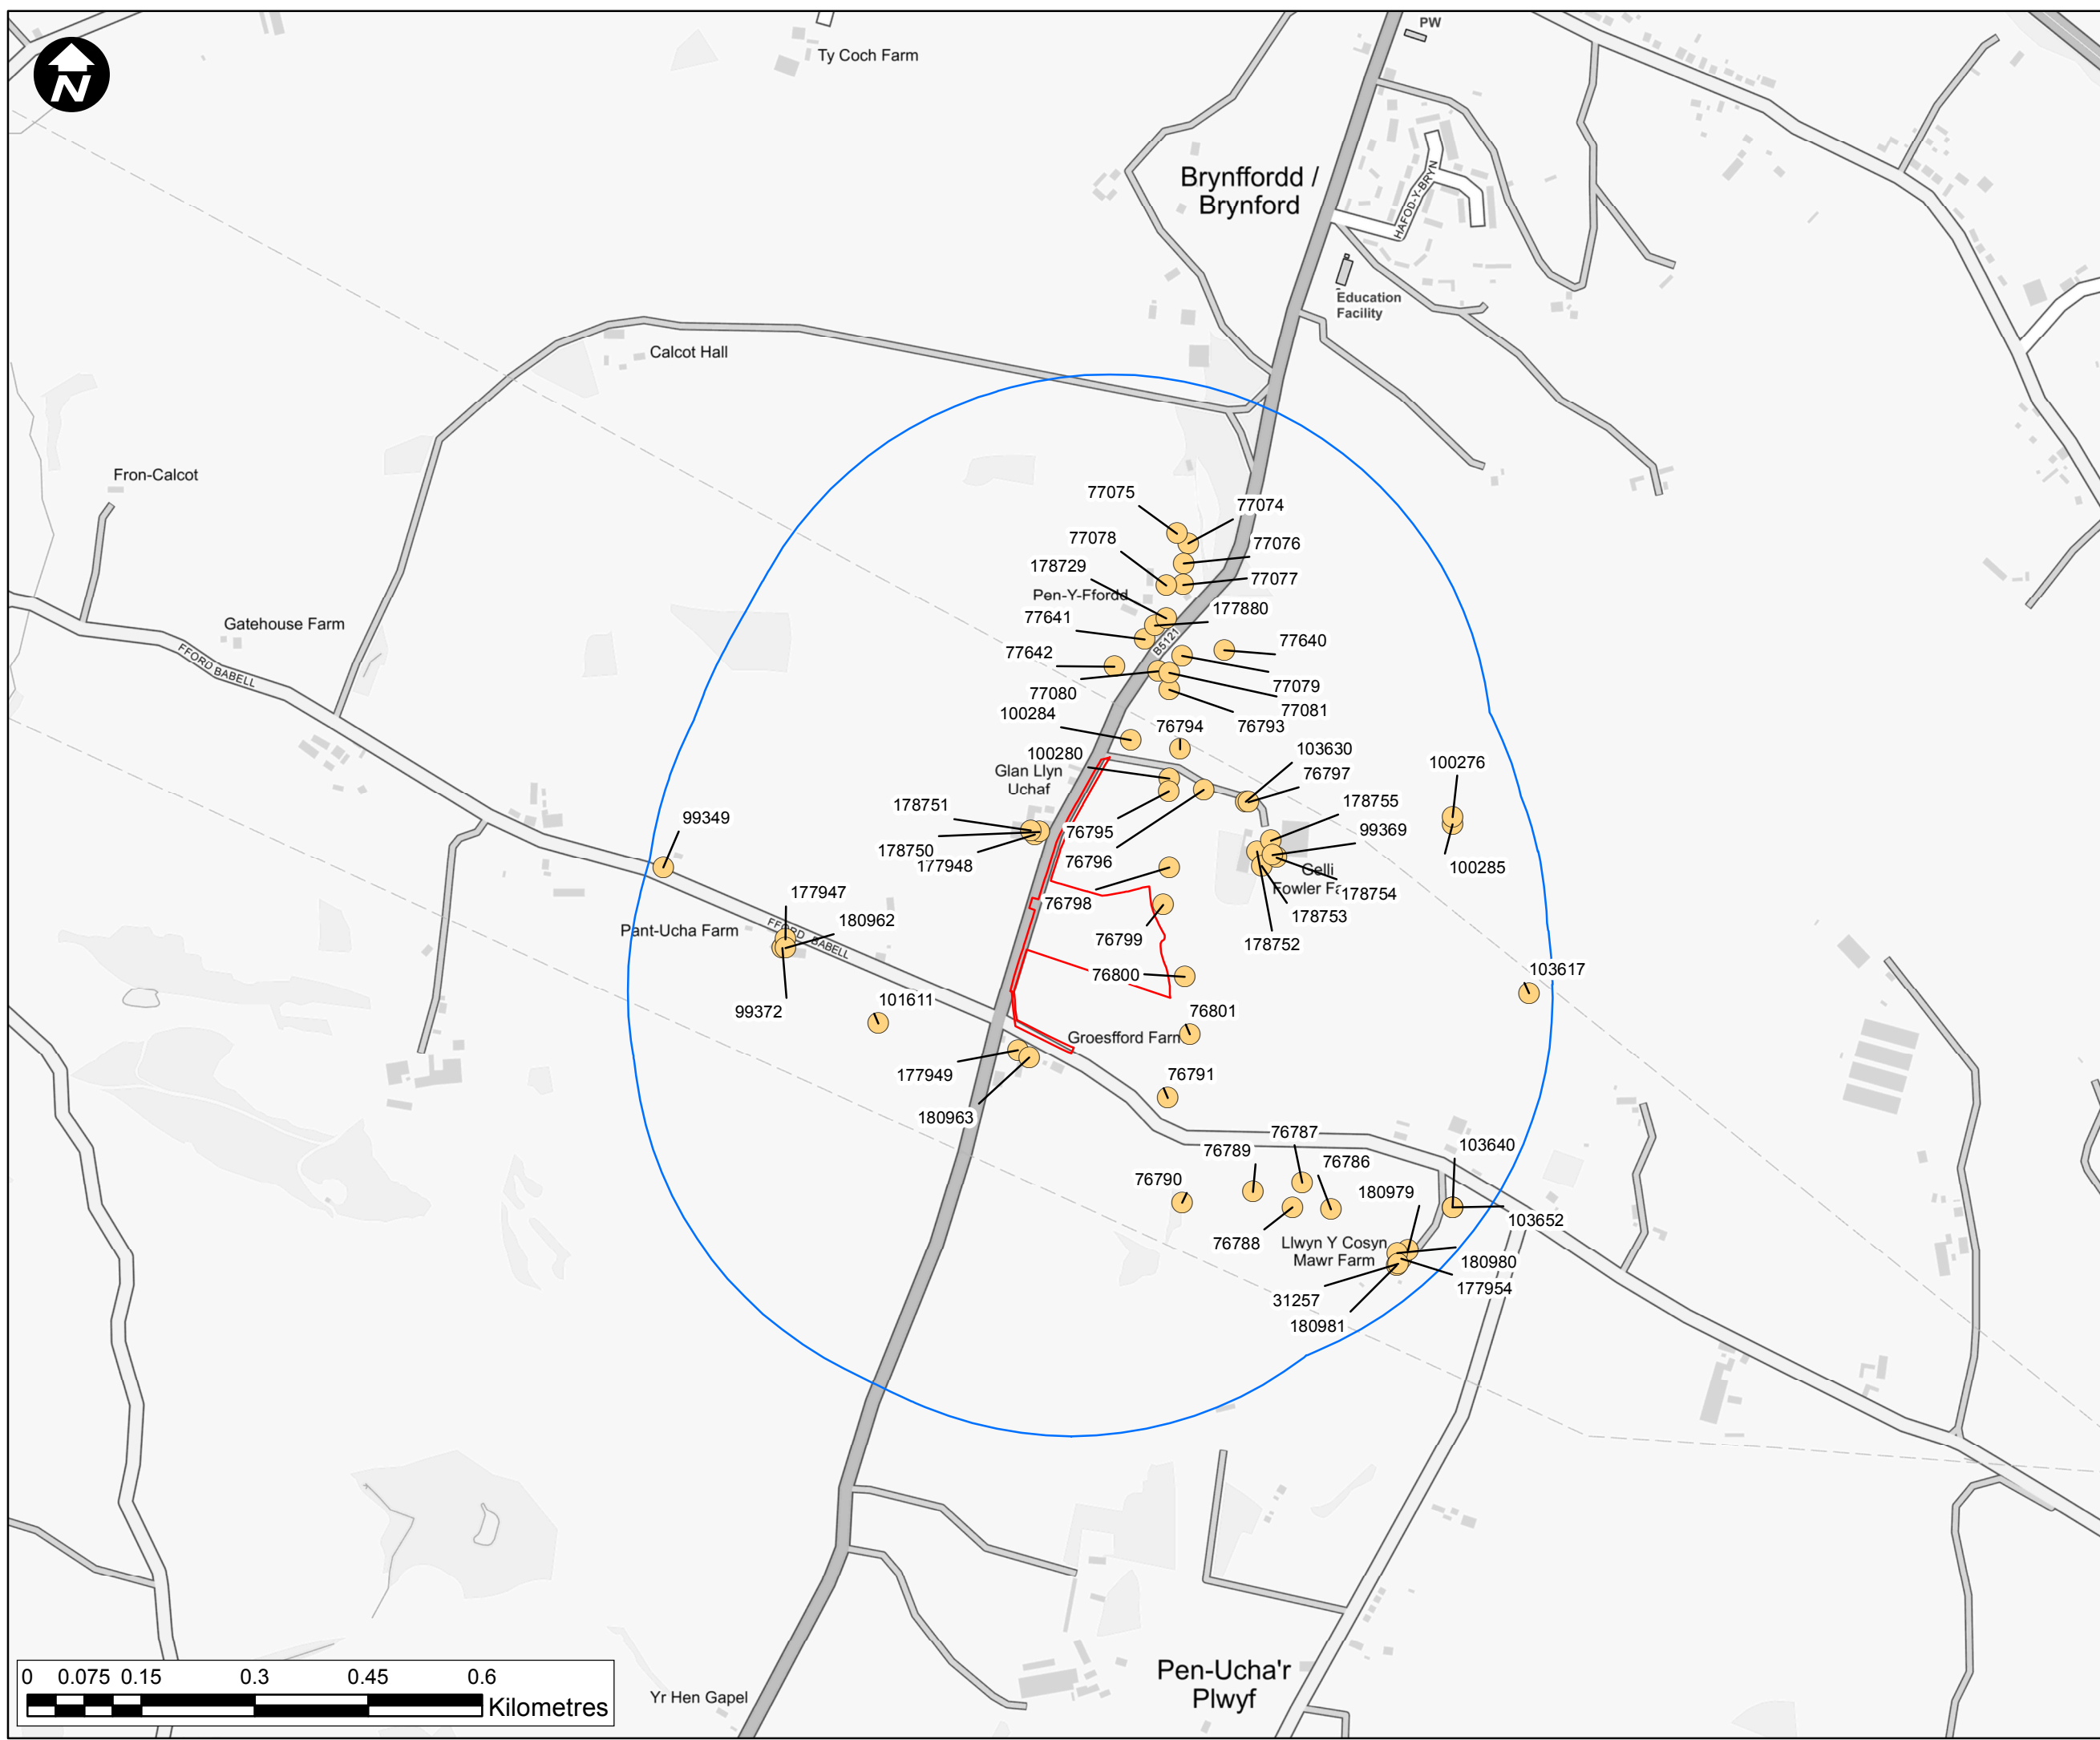 PW
N
Ty Coch Farm
Brynffordd /
Brynford
HAFOD-Y-BRYN
Education
Facility
Calcot Hall
Fron-Calcot
77075
77074
77078
77076
178729
77077
Pen-Y-Ffordd
177880
77641
Gatehouse Farm
B5121
77640
77642
FFORD BABELL
77079
77080
77081
100284
76794
76793
103630
100280
100276
Glan Llyn
Uchaf
76797
178751
178755
99349
76795
99369
178750
177948
76796
100285
Gelli
Fowler Fa
178754
177947
76798
180962
178753
Pant-Ucha Farm
FFORD BABELL
76799
178752
76800
103617
101611
99372
76801
Groesfford Farm
177949
76791
180963
76787
103640
76789
76786
76790
180979
103652
76788
Llwyn Y Cosyn
Mawr Farm
180980
177954
31257
180981
Pen-Ucha'r
Plwyf
Yr Hen Gapel
0 0.075 0.15 0.3 0.45 0.6
Kilometres